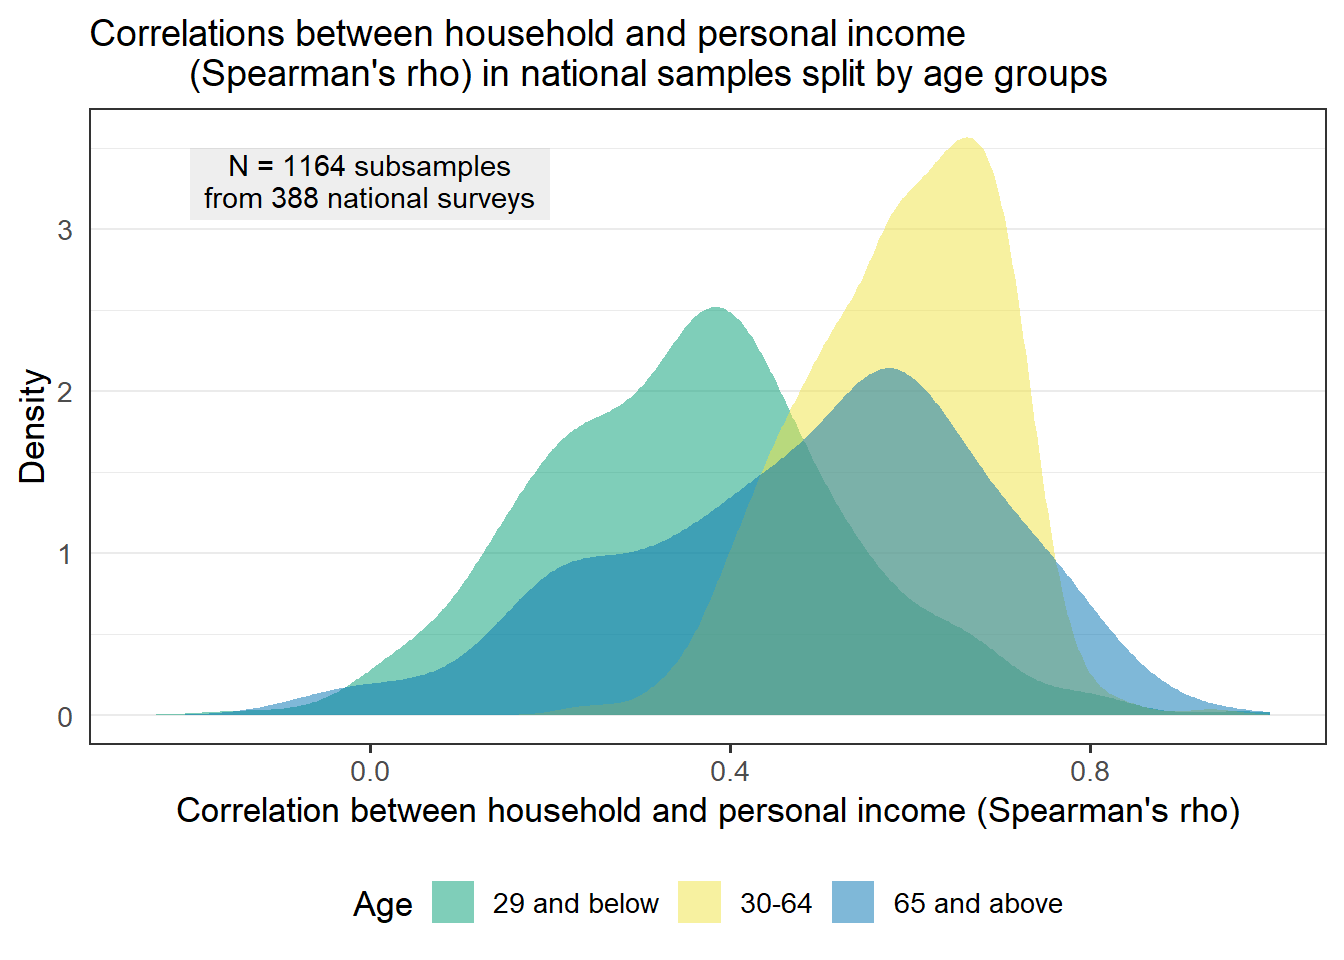 Correlations between household and personal income
(Spearman's rho) in national samples split by age groups
N = 1164 subsamples
from 388 national surveys
3
2
1
0
Density
0.0 0.4 0.8
Correlation between household and personal income (Spearman's rho)
Age 29 and below 30-64 65 and above